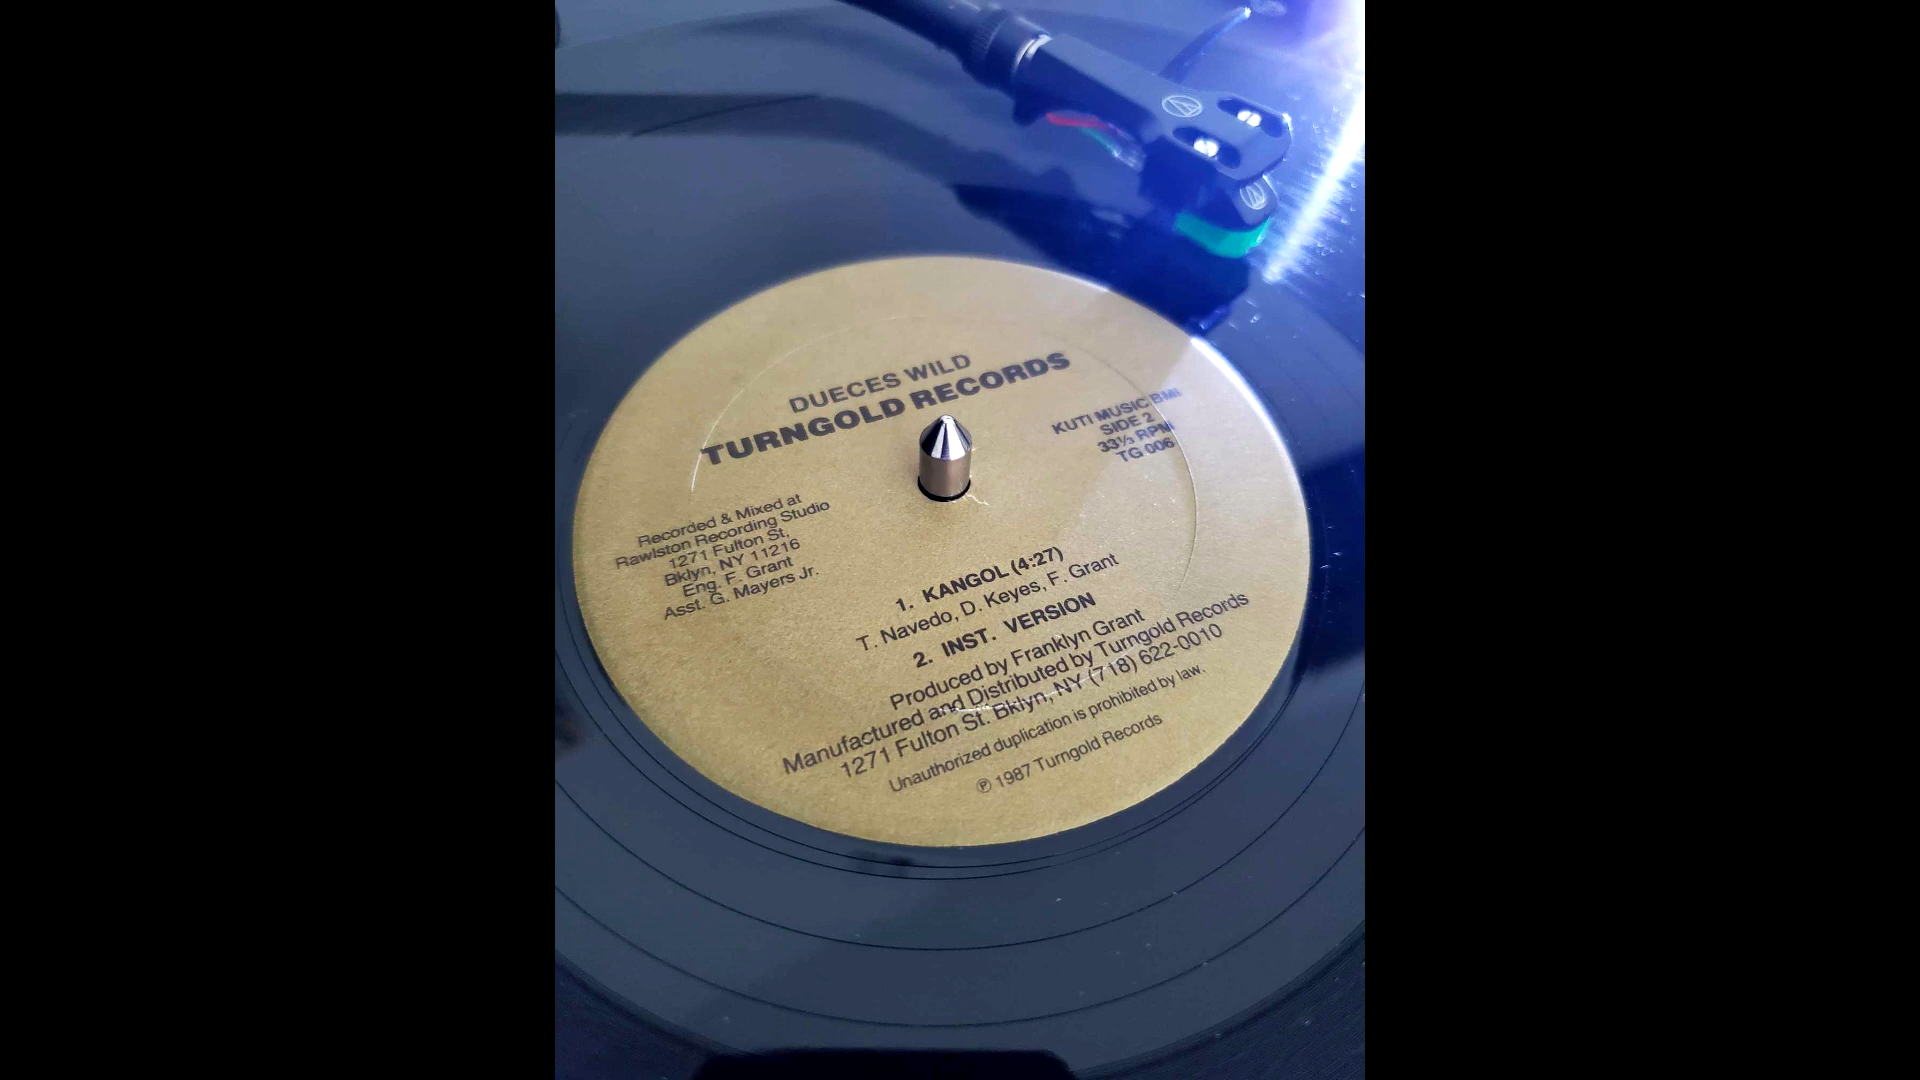 DUECES WILD
TURNGOLD RECORDS
KUTI MUSIC BMI
SIDE 2
33⅓ RPM
TG 006
Recorded & Mixed at
Rawlston Recording Studio
1271 Fulton St,
Bklyn, NY 11216
Eng. F. Grant
Asst. G. Mayers Jr.
1. KANGOL (4:27)
T. Navedo, D. Keyes, F. Grant
2. INST. VERSION
Produced by Franklyn Grant
Manufactured and Distributed by Turngold Records
1271 Fulton St. Bklyn, NY (718) 622-0010
Unauthorized duplication is prohibited by law.
℗ 1987 Turngold Records